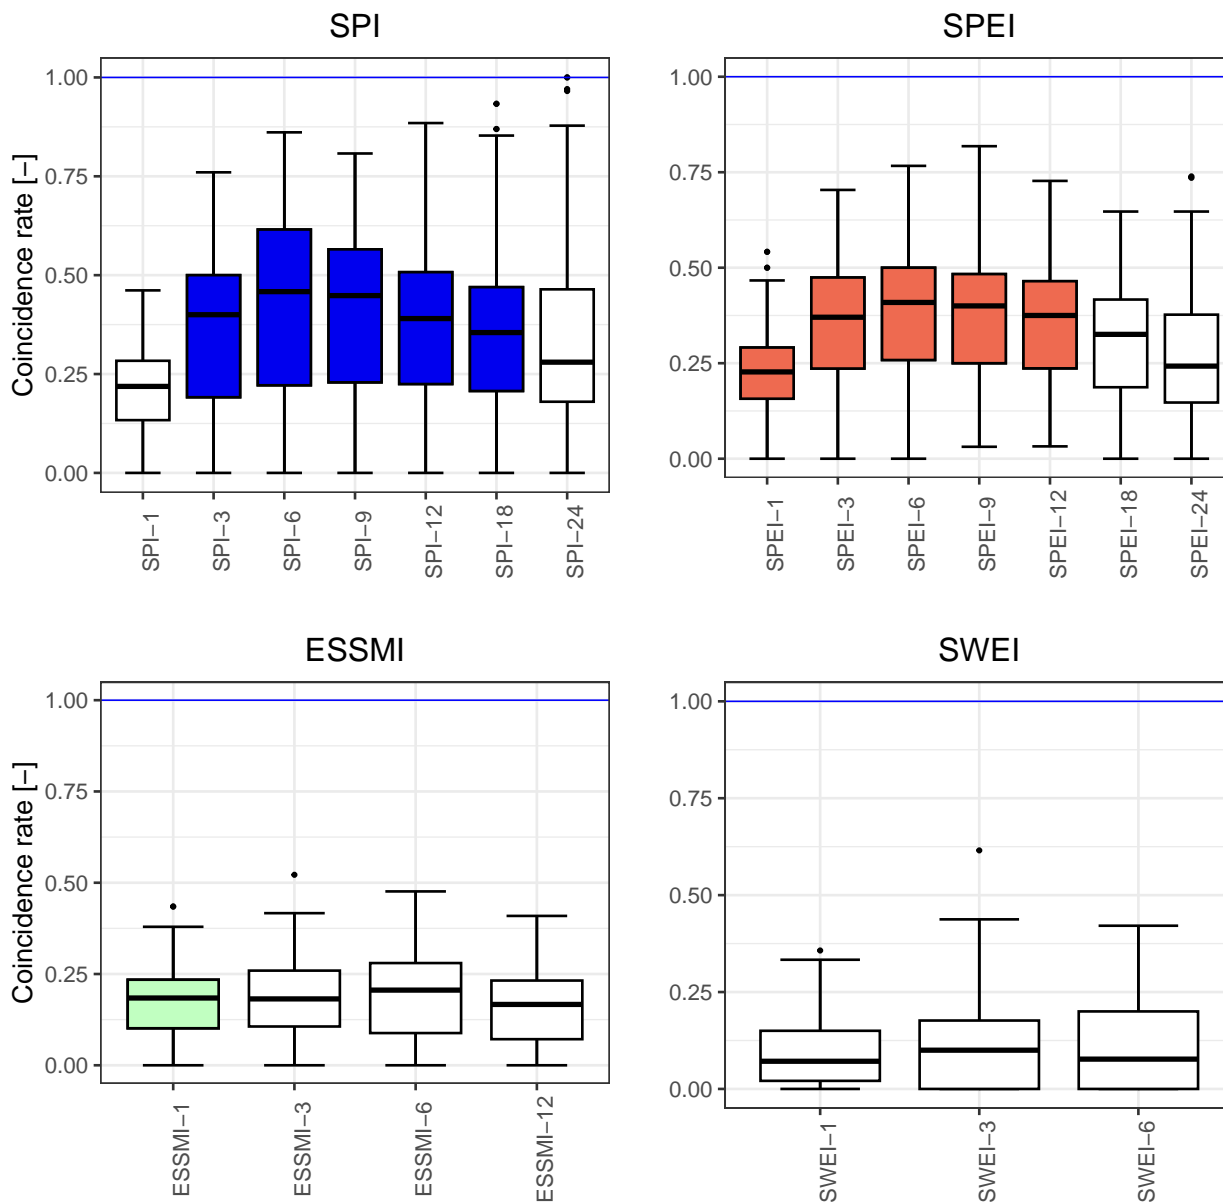 SPI
Coincidence rate [−]
1.00
0.75
0.50
0.25
0.00
SPI−1
SPI−3
SPI−6
SPI−9
SPI−12
SPI−18
SPI−24
SPEI
1.00
0.75
0.50
0.25
0.00
SPEI−1
SPEI−3
SPEI−6
SPEI−9
SPEI−12
SPEI−18
SPEI−24
ESSMI
Coincidence rate [−]
1.00
0.75
0.50
0.25
0.00
ESSMI−1
ESSMI−3
ESSMI−6
ESSMI−12
SWEI
1.00
0.75
0.50
0.25
0.00
SWEI−1
SWEI−3
SWEI−6